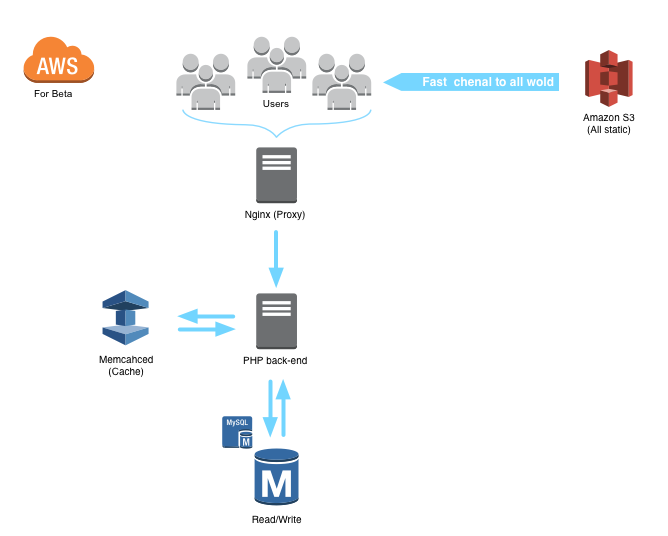 AWS
For Beta
Users
Fast chenal to all wold
Amazon S3
(All static)
Nginx (Proxy)
Memcahced
(Cache)
PHP back-end
MySQL
M
M
Read/Write